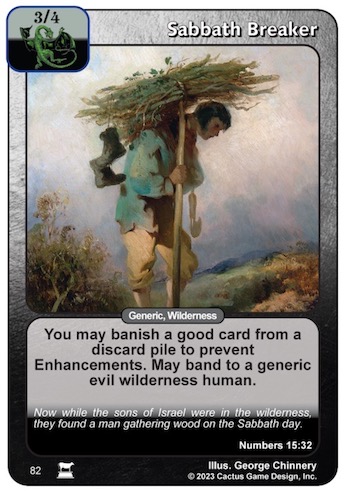 3/4
Sabbath Breaker
Generic, Wilderness
You may banish a good card from a
discard pile to prevent
Enhancements. May band to a generic
evil wilderness human.
Now while the sons of Israel were in the wilderness,
they found a man gathering wood on the Sabbath day.
Numbers 15:32
82
Illus. George Chinnery
© 2023 Cactus Game Design, Inc.